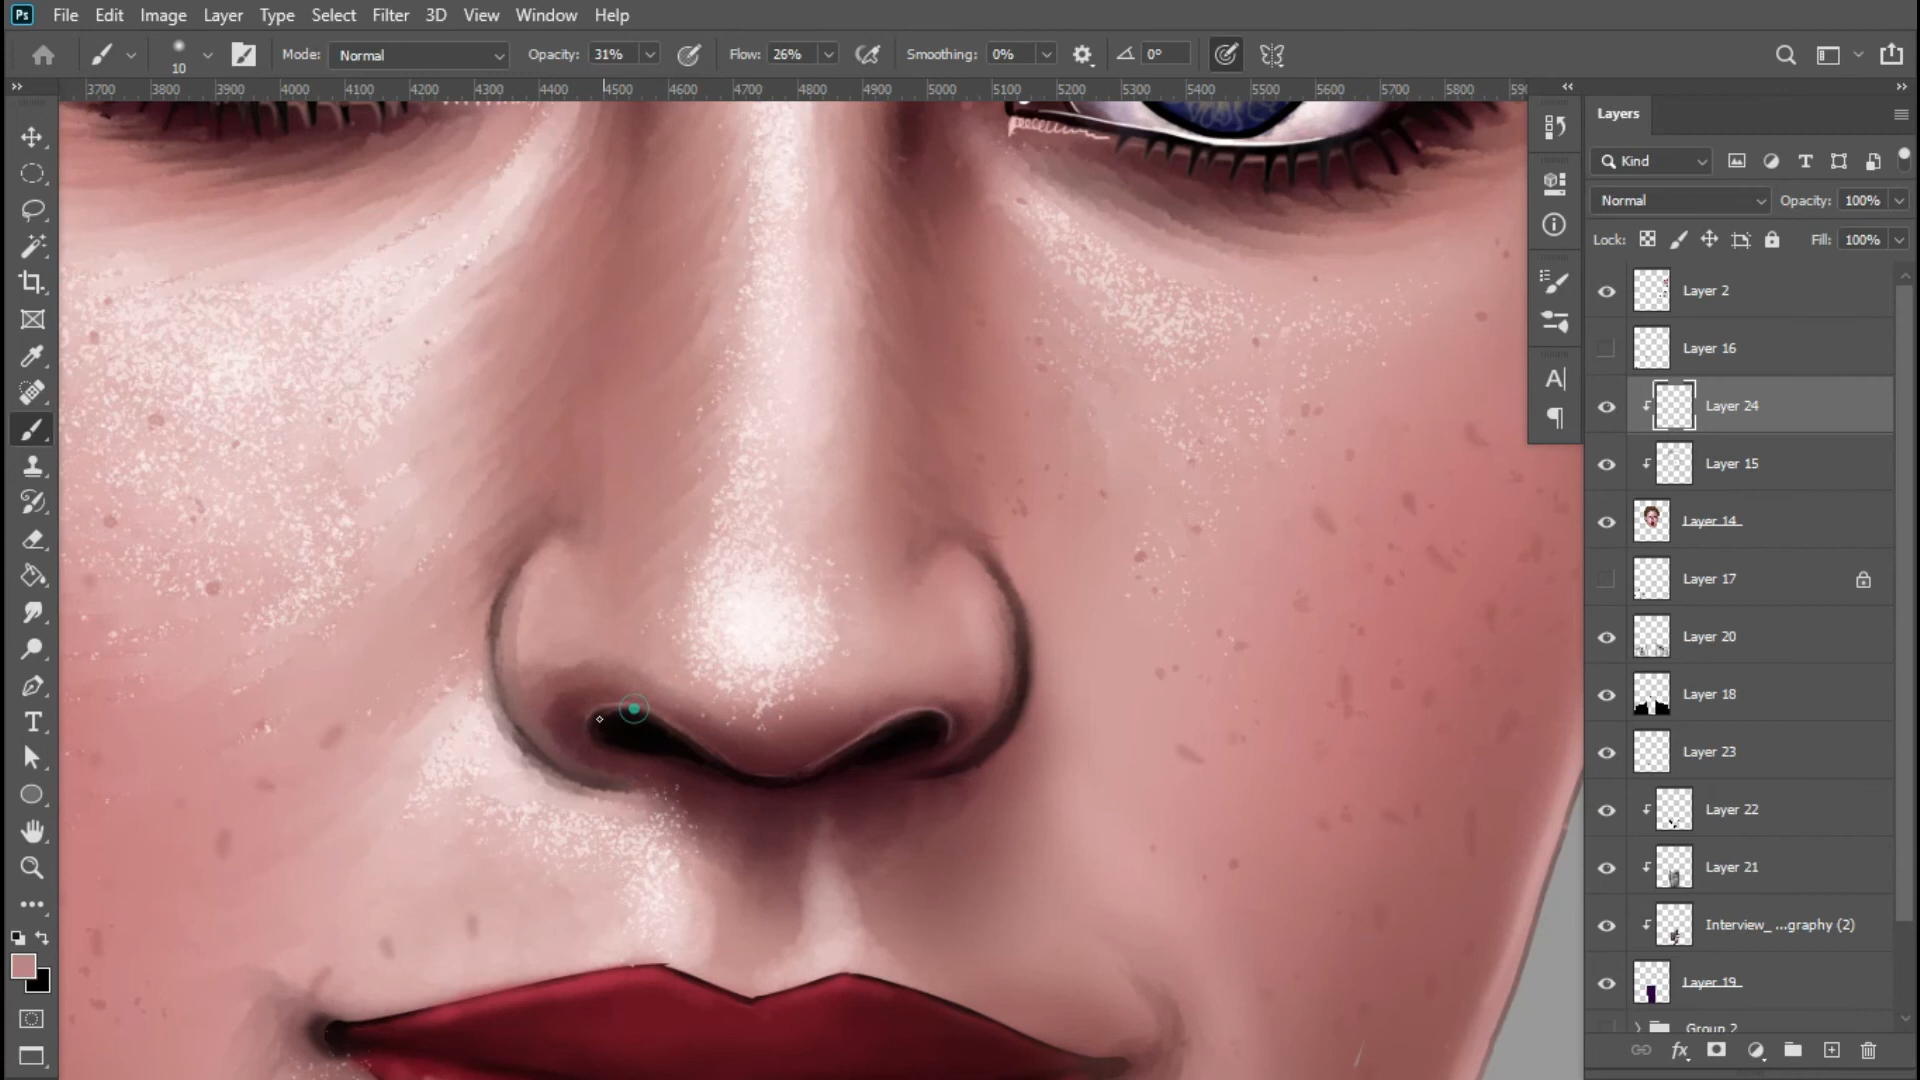 Ps File Edit Image Layer Type Select Filter 3D View Window Help
10 Mode: Normal Opacity: 31% Flow: 26% Smoothing: 0% 0°
3700 3800 3900 4000 4100 4200 4300 4400 4500 4600 4700 4800 4900 5000 5100 5200 5300 5400 5500 5600 5700 5800
Layers
Kind
Normal Opacity: 100%
Lock: Fill: 100%
Layer 2
Layer 16
Layer 24
Layer 15
Layer 14
Layer 17
Layer 20
Layer 18
Layer 23
Layer 22
Layer 21
Interview_ ...graphy (2)
Layer 19
Group 2